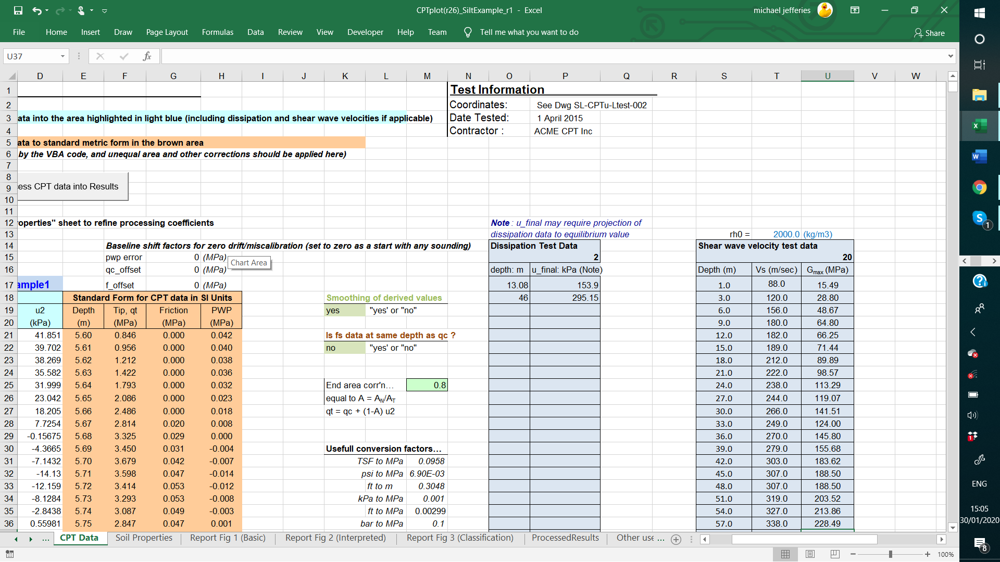 CPTplot(r26)_SiltExample_r1 - Excel
michael jefferies
File Home Insert Draw Page Layout Formulas Data Review View Developer Help Team Tell me what you want to do Share
U37 fx
D E F G H I J K L M N O P Q R S T U V W
1 Test Information
2 Coordinates: See Dwg SL-CPTu-Ltest-002
3 ata into the area highlighted in light blue (including dissipation and shear wave velocities if applicable) Date Tested: 1 April 2015
4 Contractor : ACME CPT Inc
5 ata to standard metric form in the brown area
6 by the VBA code, and unequal area and other corrections should be applied here)
7
8
9 ess CPT data into Results
10
11
12 operties" sheet to refine processing coefficients Note : u_final may require projection of
13 dissipation data to equilibrium value rh0 = 2000.0 (kg/m3)
14 Baseline shift factors for zero drift/miscalibration (set to zero as a start with any sounding) Dissipation Test Data Shear wave velocity test data
15 pwp error 0 (MPa) Chart Area 2 20
16 qc_offset 0 (MPa) depth: m u_final: kPa (Note) Depth (m) Vs (m/sec) Gmax (MPa)
17 ample1 f_offset 0 (MPa) 13.08 153.9 1.0 88.0 15.49
18 Standard Form for CPT data in SI Units Smoothing of derived values 46 295.15 3.0 120.0 28.80
19 u2 Depth Tip, qt Friction PWP yes "yes' or "no" 6.0 156.0 48.67
20 (kPa) (m) (MPa) (MPa) (MPa) 9.0 180.0 64.80
21 41.851 5.60 0.846 0.000 0.042 Is fs data at same depth as qc ? 12.0 182.0 66.25
22 39.702 5.61 0.956 0.000 0.040 no "yes' or "no" 15.0 189.0 71.44
23 38.269 5.62 1.212 0.000 0.038 18.0 212.0 89.89
24 35.582 5.63 1.422 0.000 0.036 21.0 222.0 98.57
25 31.999 5.64 1.793 0.000 0.032 End area corr'n... 0.8 24.0 238.0 113.29
26 23.042 5.65 2.086 0.000 0.023 equal to A = AN/AT 27.0 244.0 119.07
27 18.205 5.66 2.486 0.000 0.018 qt = qc + (1-A) u2 30.0 266.0 141.51
28 7.7254 5.67 2.814 0.020 0.008 33.0 249.0 124.00
29 -0.15675 5.68 3.325 0.029 0.000 36.0 270.0 145.80
30 -4.3665 5.69 3.450 0.031 -0.004 Usefull conversion factors... 39.0 279.0 155.68
31 -7.1432 5.70 3.679 0.042 -0.007 TSF to MPa 0.0958 42.0 303.0 183.62
32 -14.13 5.71 3.598 0.047 -0.014 psi to MPa 6.90E-03 45.0 307.0 188.50
33 -12.159 5.72 3.414 0.053 -0.012 ft to m 0.3048 48.0 307.0 188.50
34 -8.1284 5.73 3.293 0.053 -0.008 kPa to MPa 0.001 51.0 319.0 203.52
35 -2.8438 5.74 3.087 0.049 -0.003 ft to MPa 0.00299 54.0 327.0 213.86
36 0.55981 5.75 2.847 0.047 0.001 bar to MPa 0.1 57.0 338.0 228.49
... CPT Data Soil Properties Report Fig 1 (Basic) Report Fig 2 (Interpreted) Report Fig 3 (Classification) ProcessedResults Other use ...
100%
1
1
ENG
15:05
30/01/2020
8